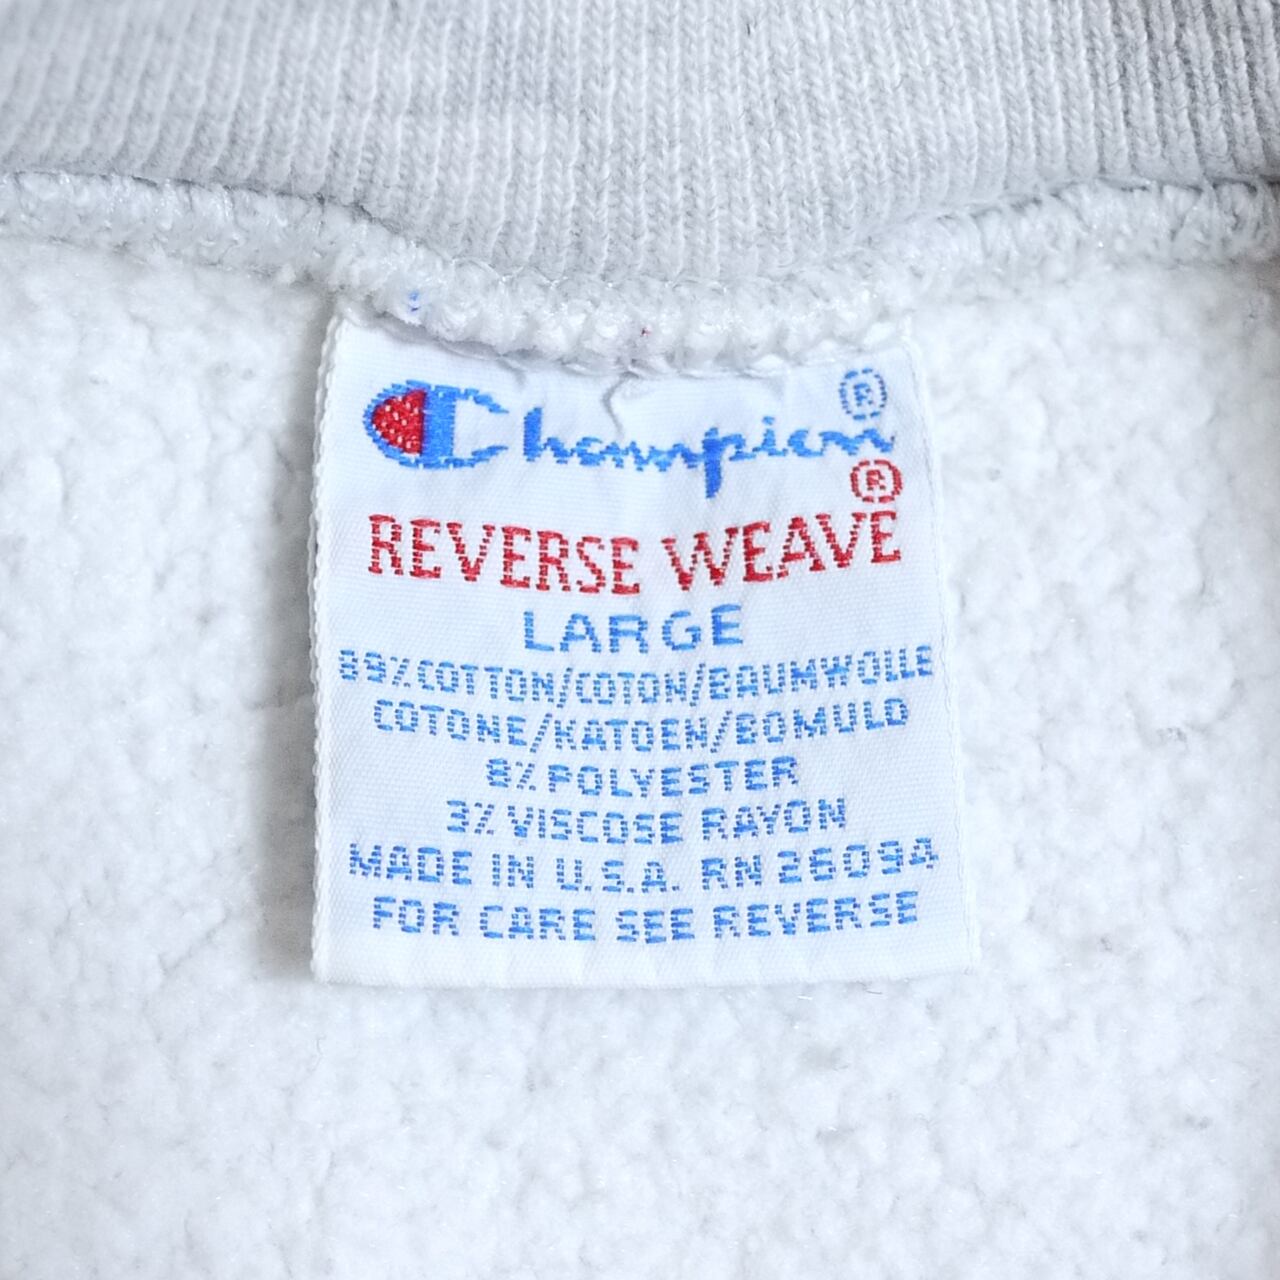 Champion®
REVERSE WEAVE®
LARGE
89% COTTON/COTON/BAUMWOLLE
COTONE/KATOEN/BOMULD
8% POLYESTER
3% VISCOSE RAYON
MADE IN U.S.A. RN 26094
FOR CARE SEE REVERSE